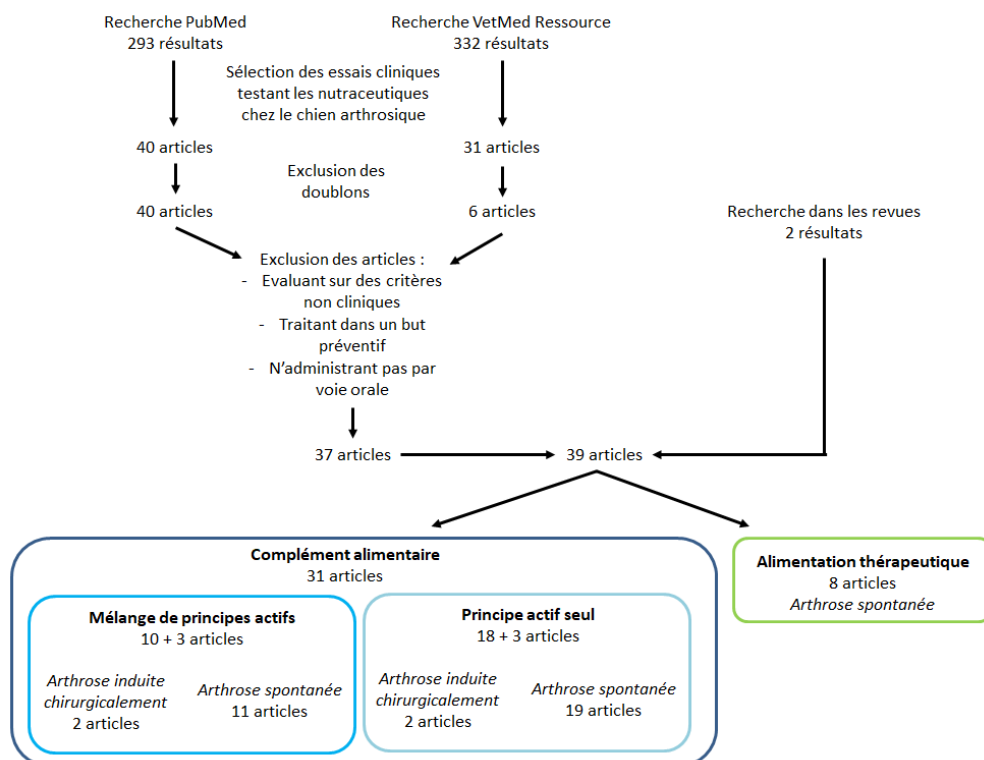 Recherche PubMed
293 résultats
Recherche VetMed Ressource
332 résultats
Sélection des essais cliniques
testant les nutraceutiques
chez le chien arthrosique
40 articles
31 articles
Exclusion des
doublons
40 articles
6 articles
Recherche dans les revues
2 résultats
Exclusion des articles :
- Evaluant sur des critères
non cliniques
- Traitant dans un but
préventif
- N'administrant pas par
voie orale
37 articles
39 articles
Complément alimentaire
31 articles
Mélange de principes actifs
10 + 3 articles
Arthrose induite
chirurgicalement
2 articles
Arthrose spontanée
11 articles
Principe actif seul
18 + 3 articles
Arthrose induite
chirurgicalement
2 articles
Arthrose spontanée
19 articles
Alimentation thérapeutique
8 articles
Arthrose spontanée